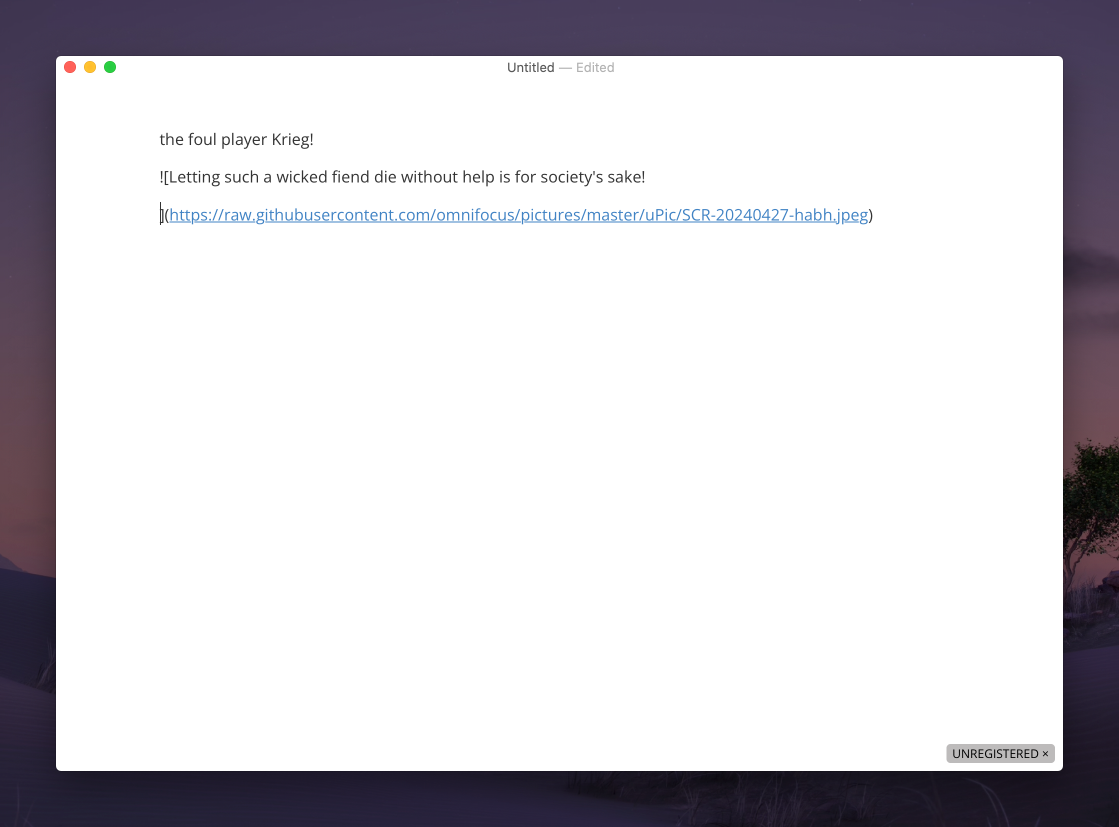 Untitled — Edited
the foul player Krieg!
![Letting such a wicked fiend die without help is for society's sake!
](https://raw.githubusercontent.com/omnifocus/pictures/master/uPic/SCR-20240427-habh.jpeg)
UNREGISTERED ×